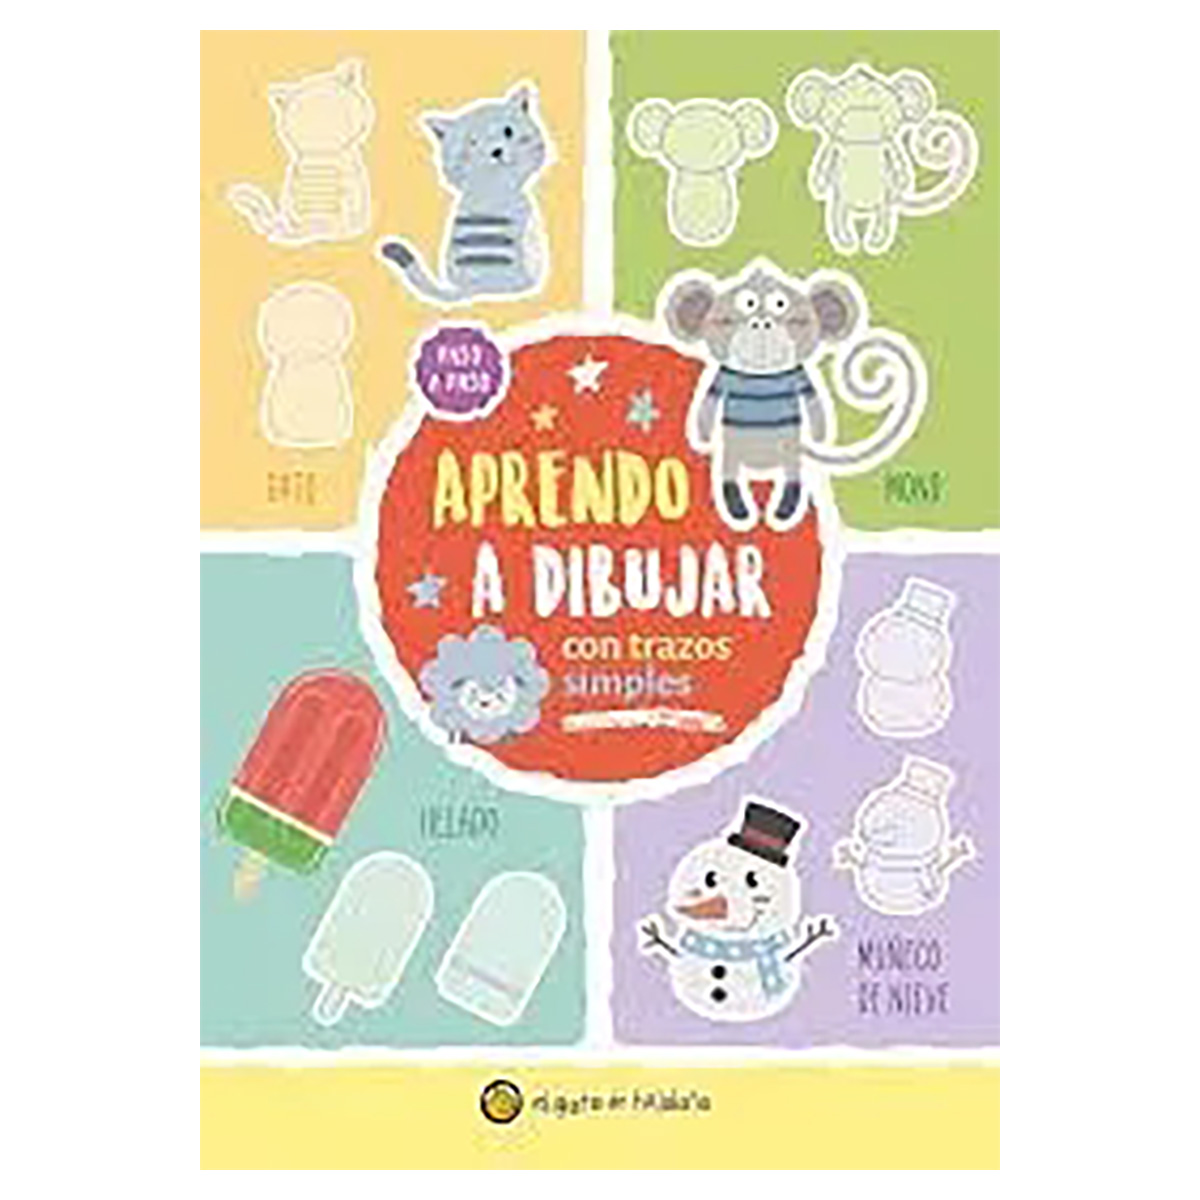 PASO
A PASO
APRENDO
A DIBUJAR
con trazos
simples
GATO
MONO
HELADO
MUÑECO
DE NIEVE
el gato de hojalata